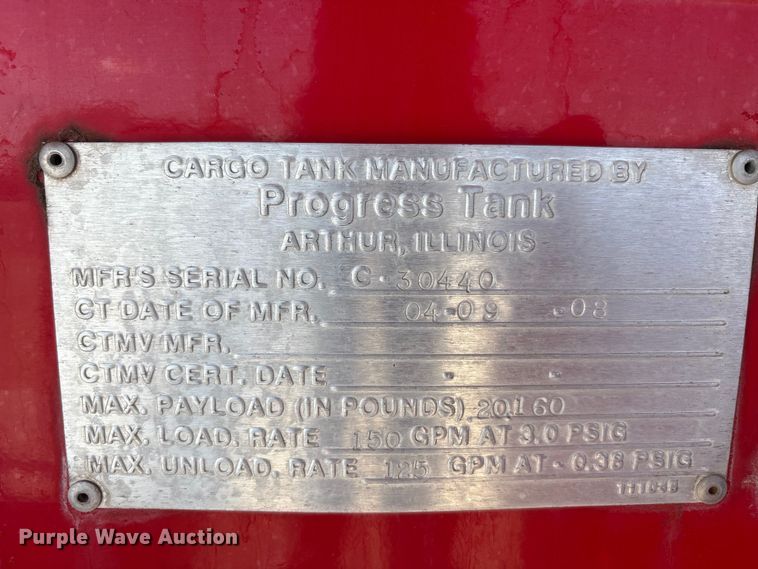 CARGO TANK MANUFACTURED BY
Progress Tank
ARTHUR, ILLINOIS
MFR'S SERIAL NO. C-30440
CT DATE OF MFR. 04-09-08
CTMV MFR.
CTMV CERT. DATE - -
MAX. PAYLOAD (IN POUNDS) 20,160
MAX. LOAD. RATE 150 GPM AT 3.0 PSIG
MAX. UNLOAD. RATE 125 GPM AT - 0.38 PSIG
Purple Wave Auction